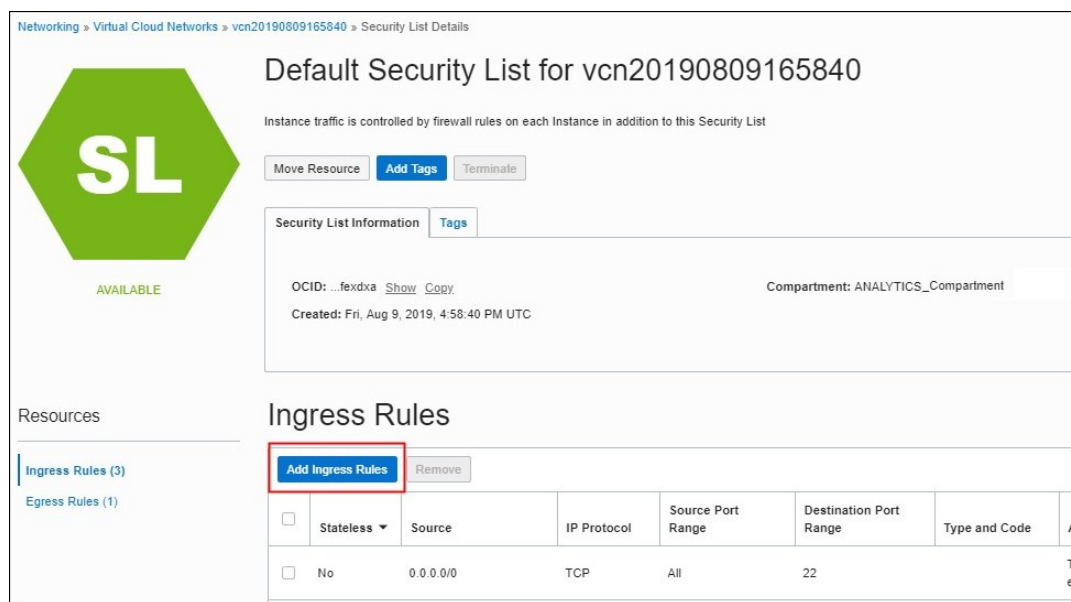 Networking » Virtual Cloud Networks » vcn20190809165840 » Security List Details
SL
AVAILABLE
Default Security List for vcn20190809165840
Instance traffic is controlled by firewall rules on each Instance in addition to this Security List
Move Resource Add Tags Terminate
Security List Information Tags
OCID: ...fexdxa Show Copy
Compartment: ANALYTICS_Compartment
Created: Fri, Aug 9, 2019, 4:58:40 PM UTC
Resources
Ingress Rules (3)
Egress Rules (1)
Ingress Rules
Add Ingress Rules Remove
Stateless Source IP Protocol Source Port Range Destination Port Range Type and Code
No 0.0.0.0/0 TCP All 22